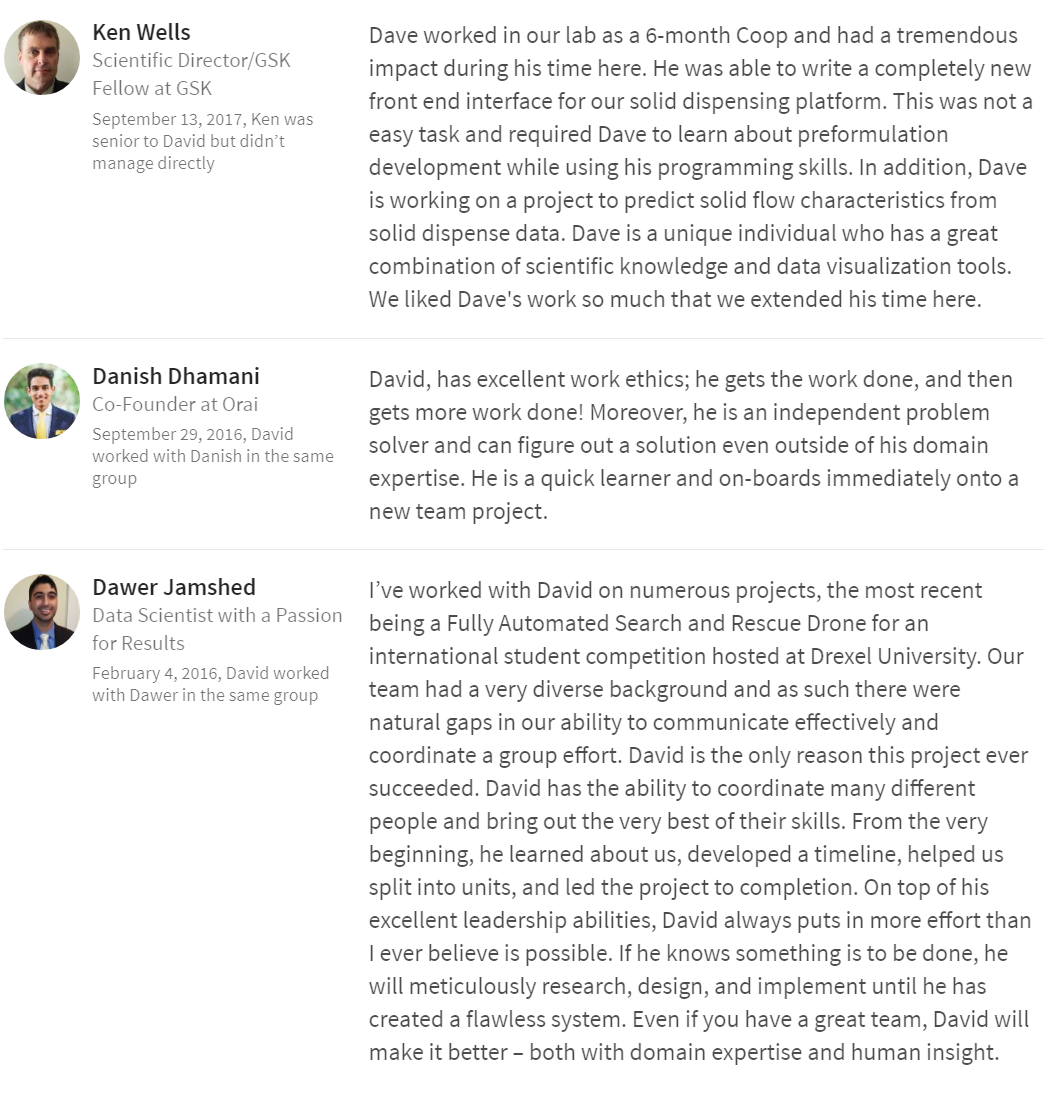 Ken Wells
Scientific Director/GSK
Fellow at GSK
September 13, 2017, Ken was
senior to David but didn’t
manage directly
Dave worked in our lab as a 6-month Coop and had a tremendous
impact during his time here. He was able to write a completely new
front end interface for our solid dispensing platform. This was not a
easy task and required Dave to learn about preformulation
development while using his programming skills. In addition, Dave
is working on a project to predict solid flow characteristics from
solid dispense data. Dave is a unique individual who has a great
combination of scientific knowledge and data visualization tools.
We liked Dave's work so much that we extended his time here.
Danish Dhamani
Co-Founder at Orai
September 29, 2016, David
worked with Danish in the same
group
David, has excellent work ethics; he gets the work done, and then
gets more work done! Moreover, he is an independent problem
solver and can figure out a solution even outside of his domain
expertise. He is a quick learner and on-boards immediately onto a
new team project.
Dawer Jamshed
Data Scientist with a Passion
for Results
February 4, 2016, David worked
with Dawer in the same group
I’ve worked with David on numerous projects, the most recent
being a Fully Automated Search and Rescue Drone for an
international student competition hosted at Drexel University. Our
team had a very diverse background and as such there were
natural gaps in our ability to communicate effectively and
coordinate a group effort. David is the only reason this project ever
succeeded. David has the ability to coordinate many different
people and bring out the very best of their skills. From the very
beginning, he learned about us, developed a timeline, helped us
split into units, and led the project to completion. On top of his
excellent leadership abilities, David always puts in more effort than
I ever believe is possible. If he knows something is to be done, he
will meticulously research, design, and implement until he has
created a flawless system. Even if you have a great team, David will
make it better – both with domain expertise and human insight.